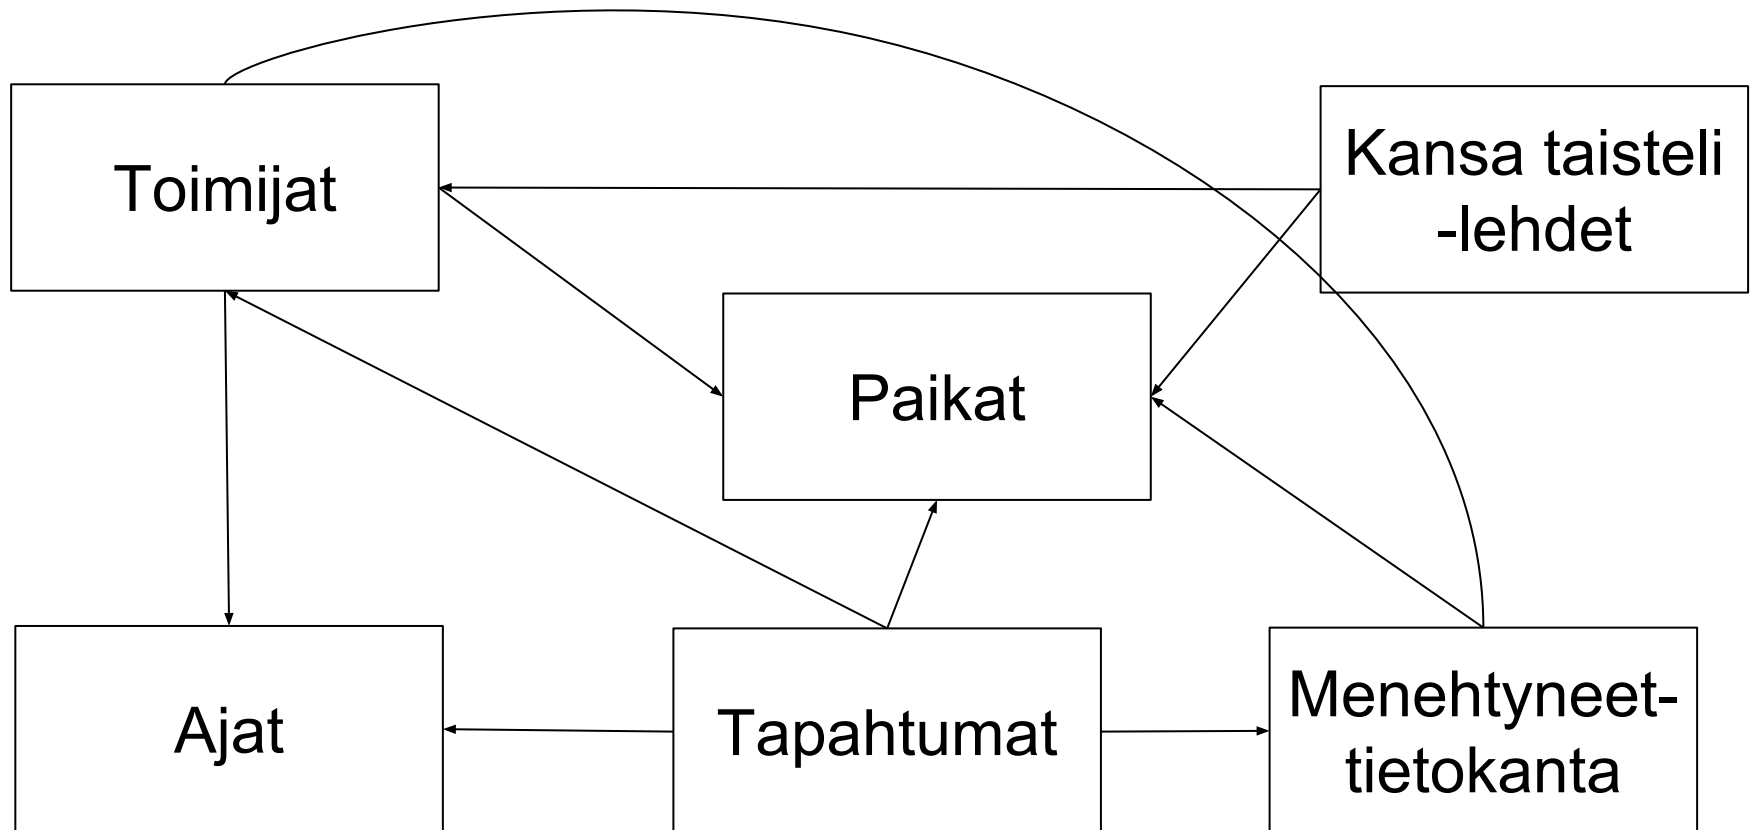 Toimijat
Kansa taisteli
-lehdet
Paikat
Ajat
Tapahtumat
Menehtyneet-
tietokanta